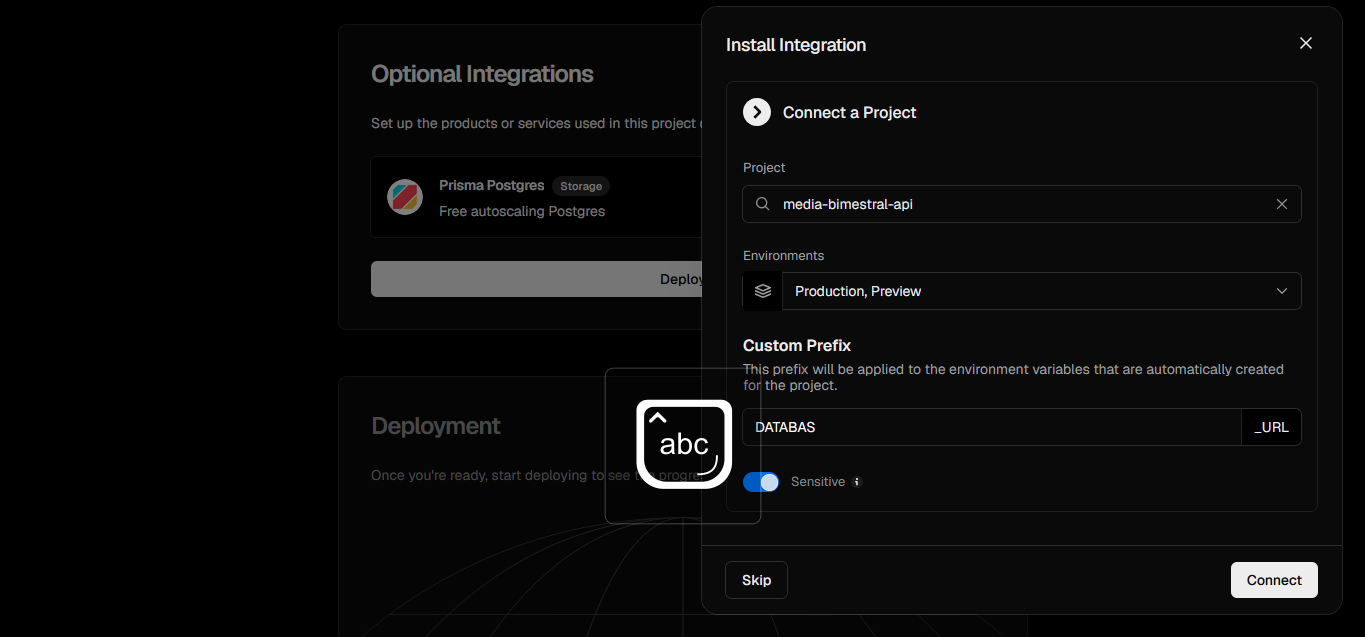 Optional Integrations
Set up the products or services used in this project
Prisma Postgres Storage
Free autoscaling Postgres
Deploy
Deployment
Once you're ready, start deploying to see the progre
abc
Install Integration
Connect a Project
Project
media-bimestral-api
Environments
Production, Preview
Custom Prefix
This prefix will be applied to the environment variables that are automatically created
for the project.
DATABAS _URL
Sensitive
Skip Connect